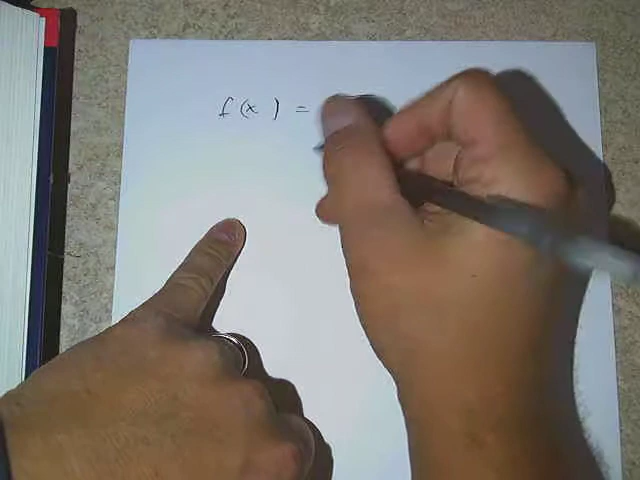 f(x) =